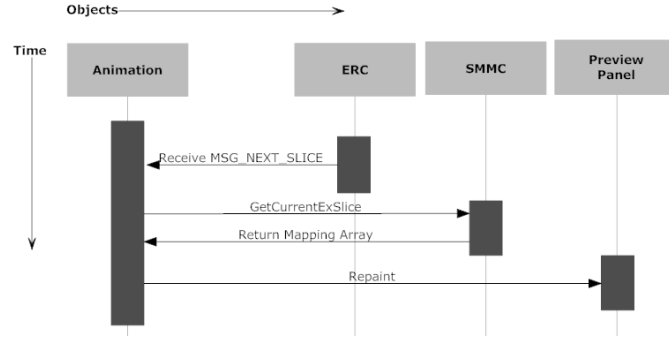 Objects
Time
Animation
ERC
SMMC
Preview
Panel
Receive MSG_NEXT_SLICE
GetCurrentExSlice
Return Mapping Array
Repaint